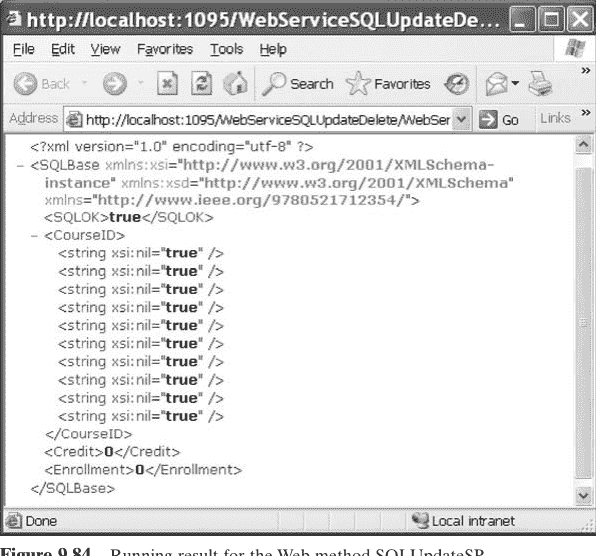 http://localhost:1095/WebServiceSQLUpdateDe...
File Edit View Favorites Tools Help
Back Search Favorites »
Address http://localhost:1095/WebServiceSQLUpdateDelete/WebSer Go Links »
<?xml version="1.0" encoding="utf-8" ?>
- <SQLBase xmlns:xsi="http://www.w3.org/2001/XMLSchema-
instance" xmlns:xsd="http://www.w3.org/2001/XMLSchema"
xmlns="http://www.ieee.org/9780521712354/">
<SQLOK>true</SQLOK>
- <CourseID>
<string xsi:nil="true" />
<string xsi:nil="true" />
<string xsi:nil="true" />
<string xsi:nil="true" />
<string xsi:nil="true" />
<string xsi:nil="true" />
<string xsi:nil="true" />
<string xsi:nil="true" />
<string xsi:nil="true" />
<string xsi:nil="true" />
</CourseID>
<Credit>0</Credit>
<Enrollment>0</Enrollment>
</SQLBase>
Done Local intranet
Figure 9.84 Running result for the Web method SQLUpdateSP